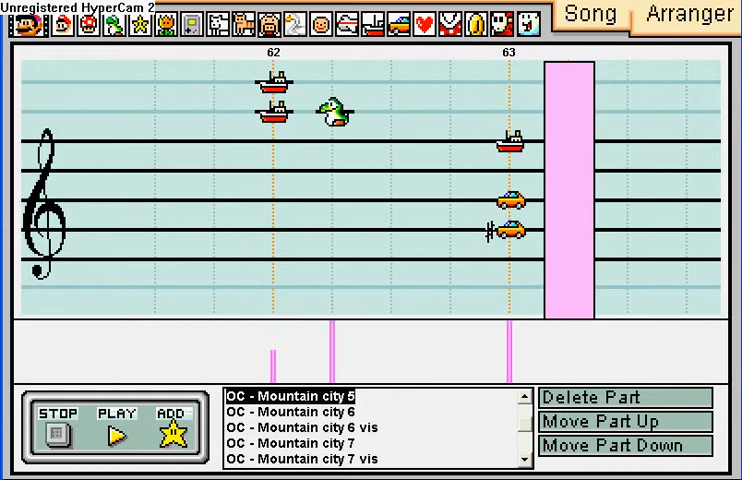 Unregistered HyperCam 2
Song
Arranger
62
63
STOP
PLAY
ADD
OC - Mountain city 5
OC - Mountain city 6
OC - Mountain city 6 vis
OC - Mountain city 7
OC - Mountain city 7 vis
Delete Part
Move Part Up
Move Part Down